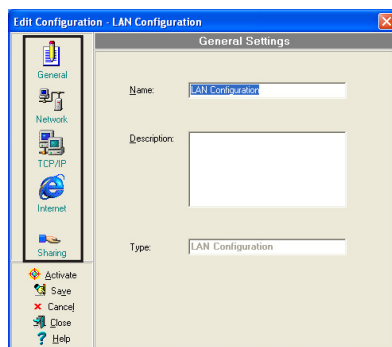 Edit Configuration - LAN Configuration
General Settings
General
Network
TCP/IP
Internet
Sharing
Name:
LAN Configuration
Description:
Type:
LAN Configuration
Activate
Save
Cancel
Close
Help